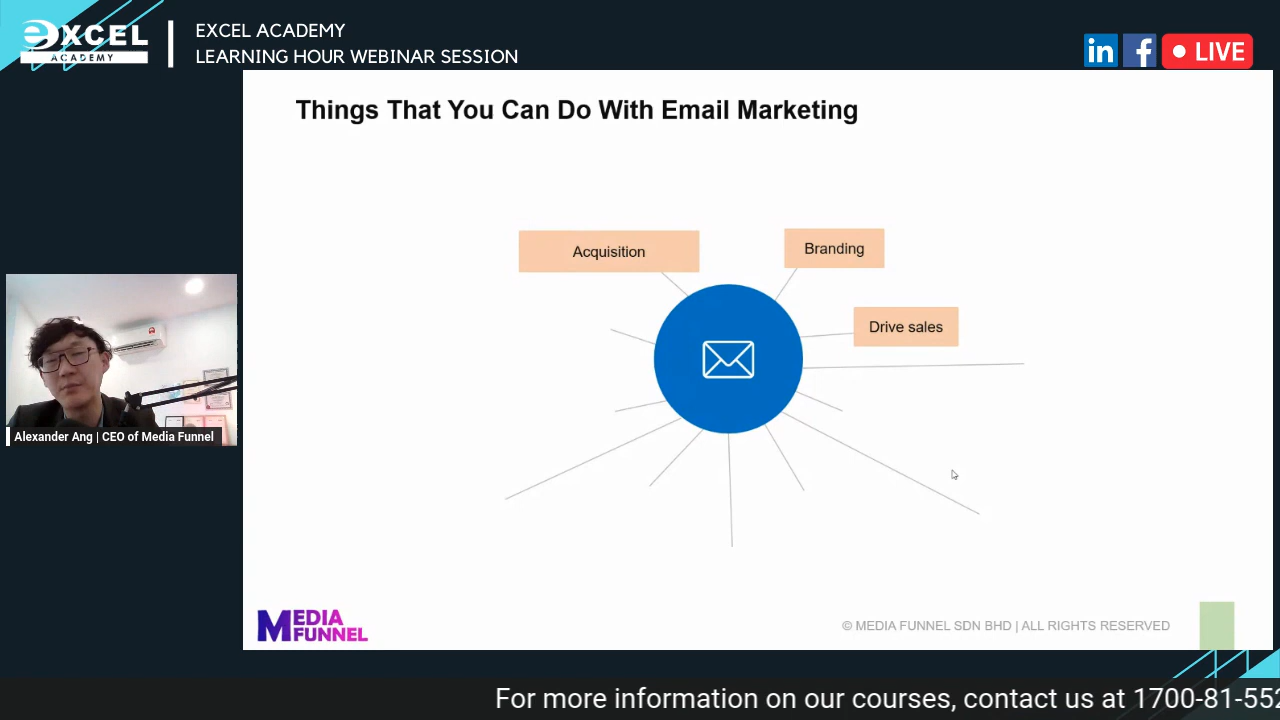 eXCEL
ACADEMY
EXCEL ACADEMY
LEARNING HOUR WEBINAR SESSION
in f LIVE
Things That You Can Do With Email Marketing
Acquisition
Branding
Drive sales
Alexander Ang | CEO of Media Funnel
MEDIA
FUNNEL
© MEDIA FUNNEL SDN BHD | ALL RIGHTS RESERVED
For more information on our courses, contact us at 1700-81-552